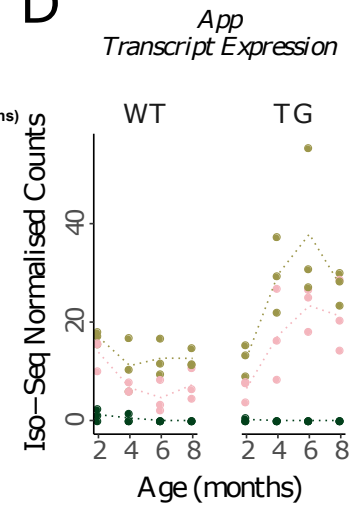 D
App
Transcript Expression
hs)
WT TG
Iso−Seq Normalised Counts
40
20
0
2 4 6 8 2 4 6 8
Age (months)